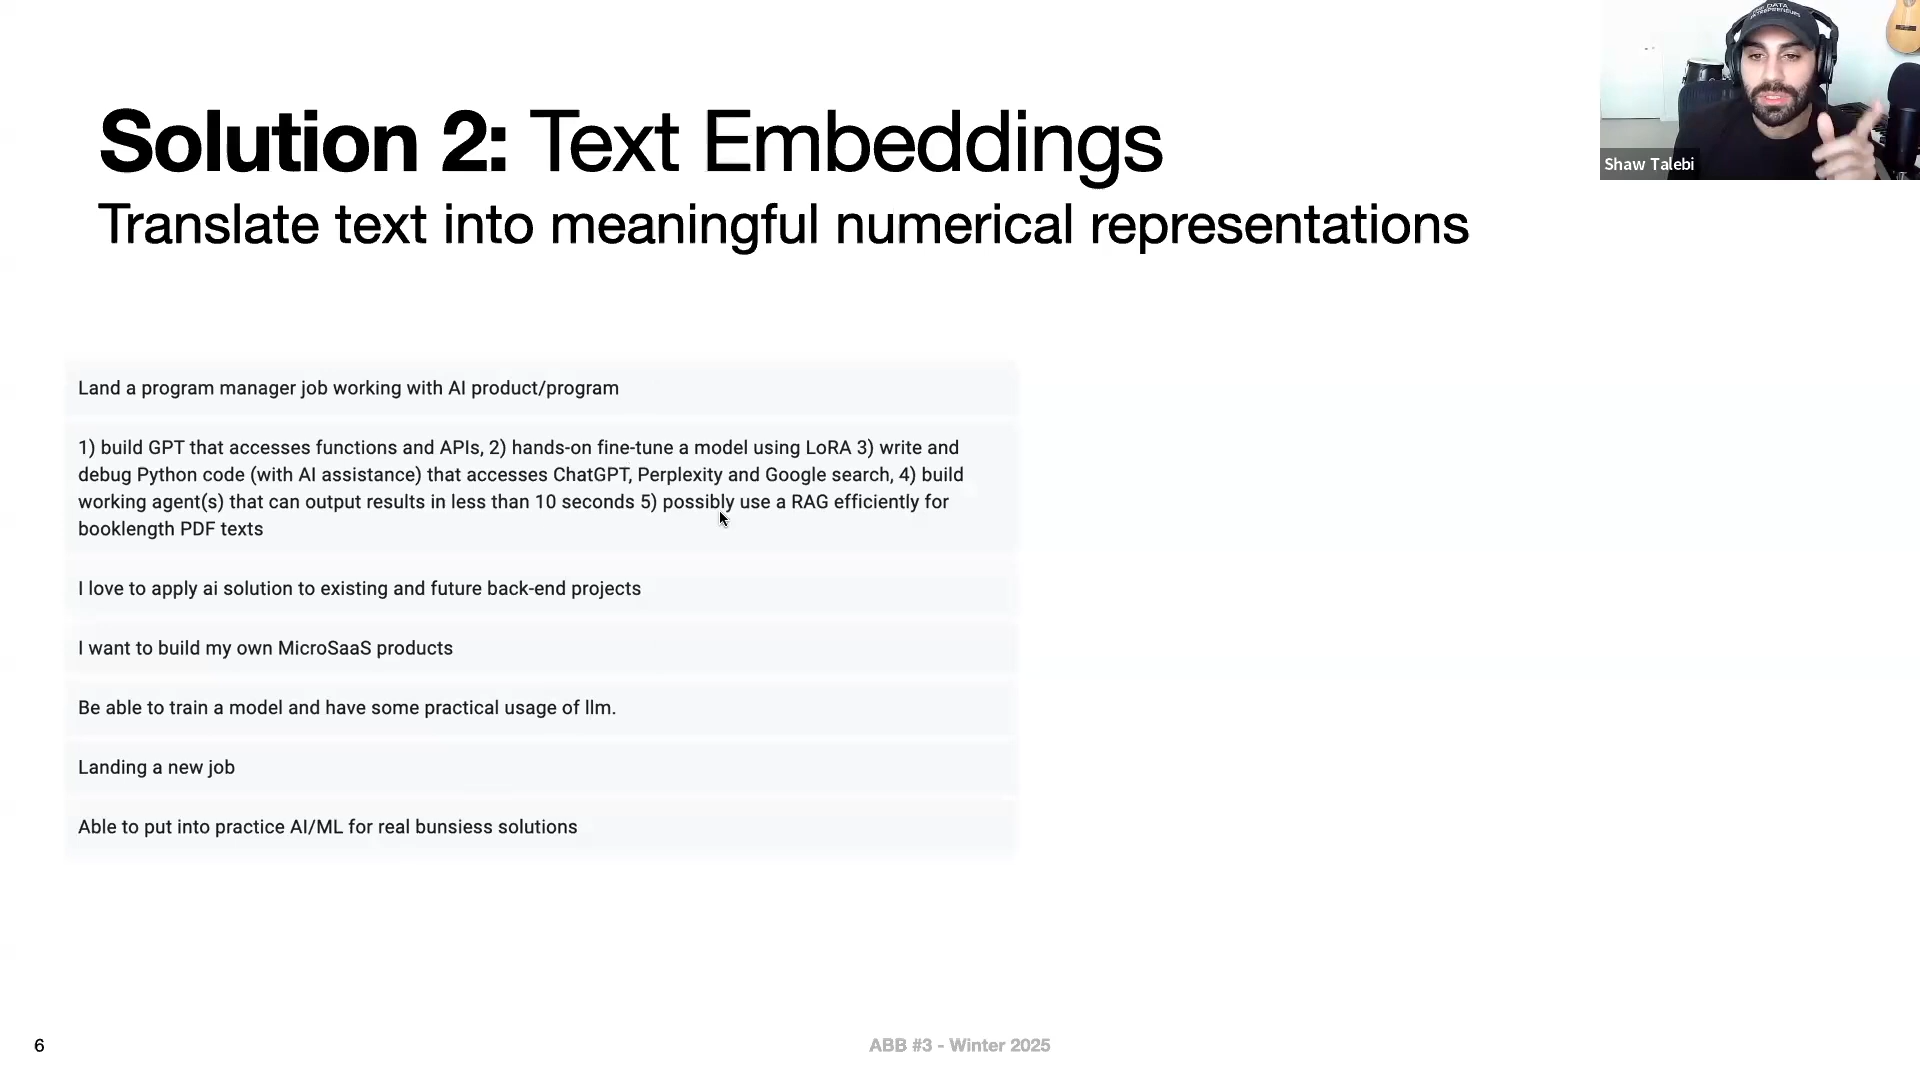 Solution 2: Text Embeddings
Translate text into meaningful numerical representations
Shaw Talebi
Land a program manager job working with AI product/program
1) build GPT that accesses functions and APIs, 2) hands-on fine-tune a model using LoRA 3) write and
debug Python code (with AI assistance) that accesses ChatGPT, Perplexity and Google search, 4) build
working agent(s) that can output results in less than 10 seconds 5) possibly use a RAG efficiently for
booklength PDF texts
I love to apply ai solution to existing and future back-end projects
I want to build my own MicroSaaS products
Be able to train a model and have some practical usage of llm.
Landing a new job
Able to put into practice AI/ML for real bunsiess solutions
6
ABB #3 - Winter 2025